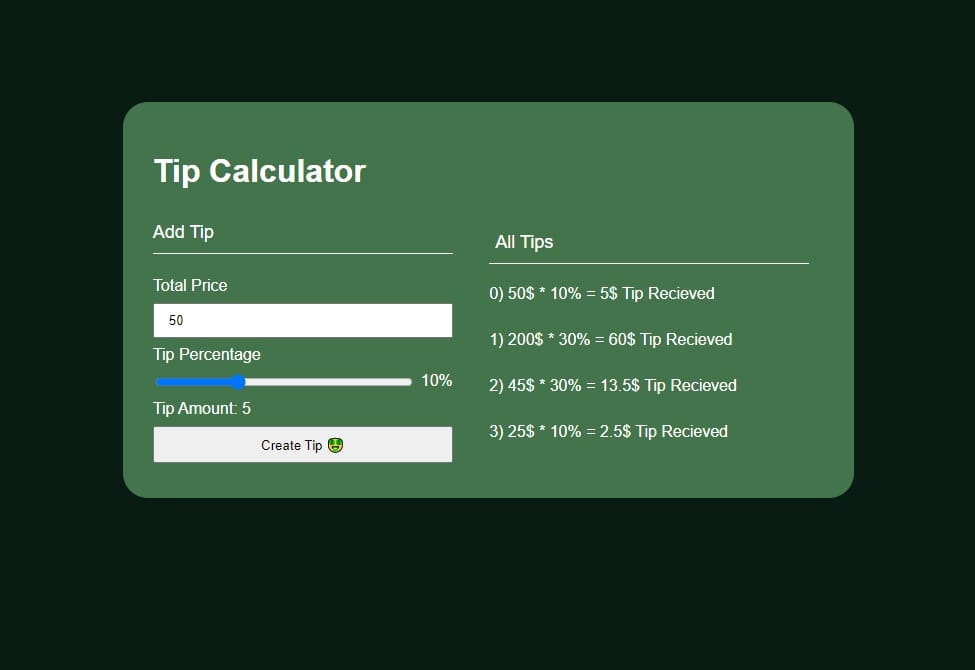 Tip Calculator
Add Tip
Total Price
50
Tip Percentage
10%
Tip Amount: 5
Create Tip 🤑
All Tips
0) 50$ * 10% = 5$ Tip Recieved
1) 200$ * 30% = 60$ Tip Recieved
2) 45$ * 30% = 13.5$ Tip Recieved
3) 25$ * 10% = 2.5$ Tip Recieved